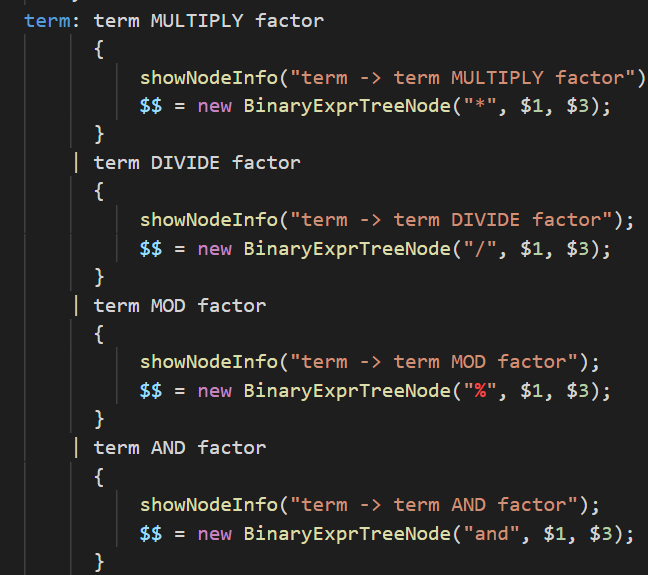 term: term MULTIPLY factor
{
showNodeInfo("term -> term MULTIPLY factor")
$$ = new BinaryExprTreeNode("*", $1, $3);
}
| term DIVIDE factor
{
showNodeInfo("term -> term DIVIDE factor");
$$ = new BinaryExprTreeNode("/", $1, $3);
}
| term MOD factor
{
showNodeInfo("term -> term MOD factor");
$$ = new BinaryExprTreeNode("%", $1, $3);
}
| term AND factor
{
showNodeInfo("term -> term AND factor");
$$ = new BinaryExprTreeNode("and", $1, $3);
}